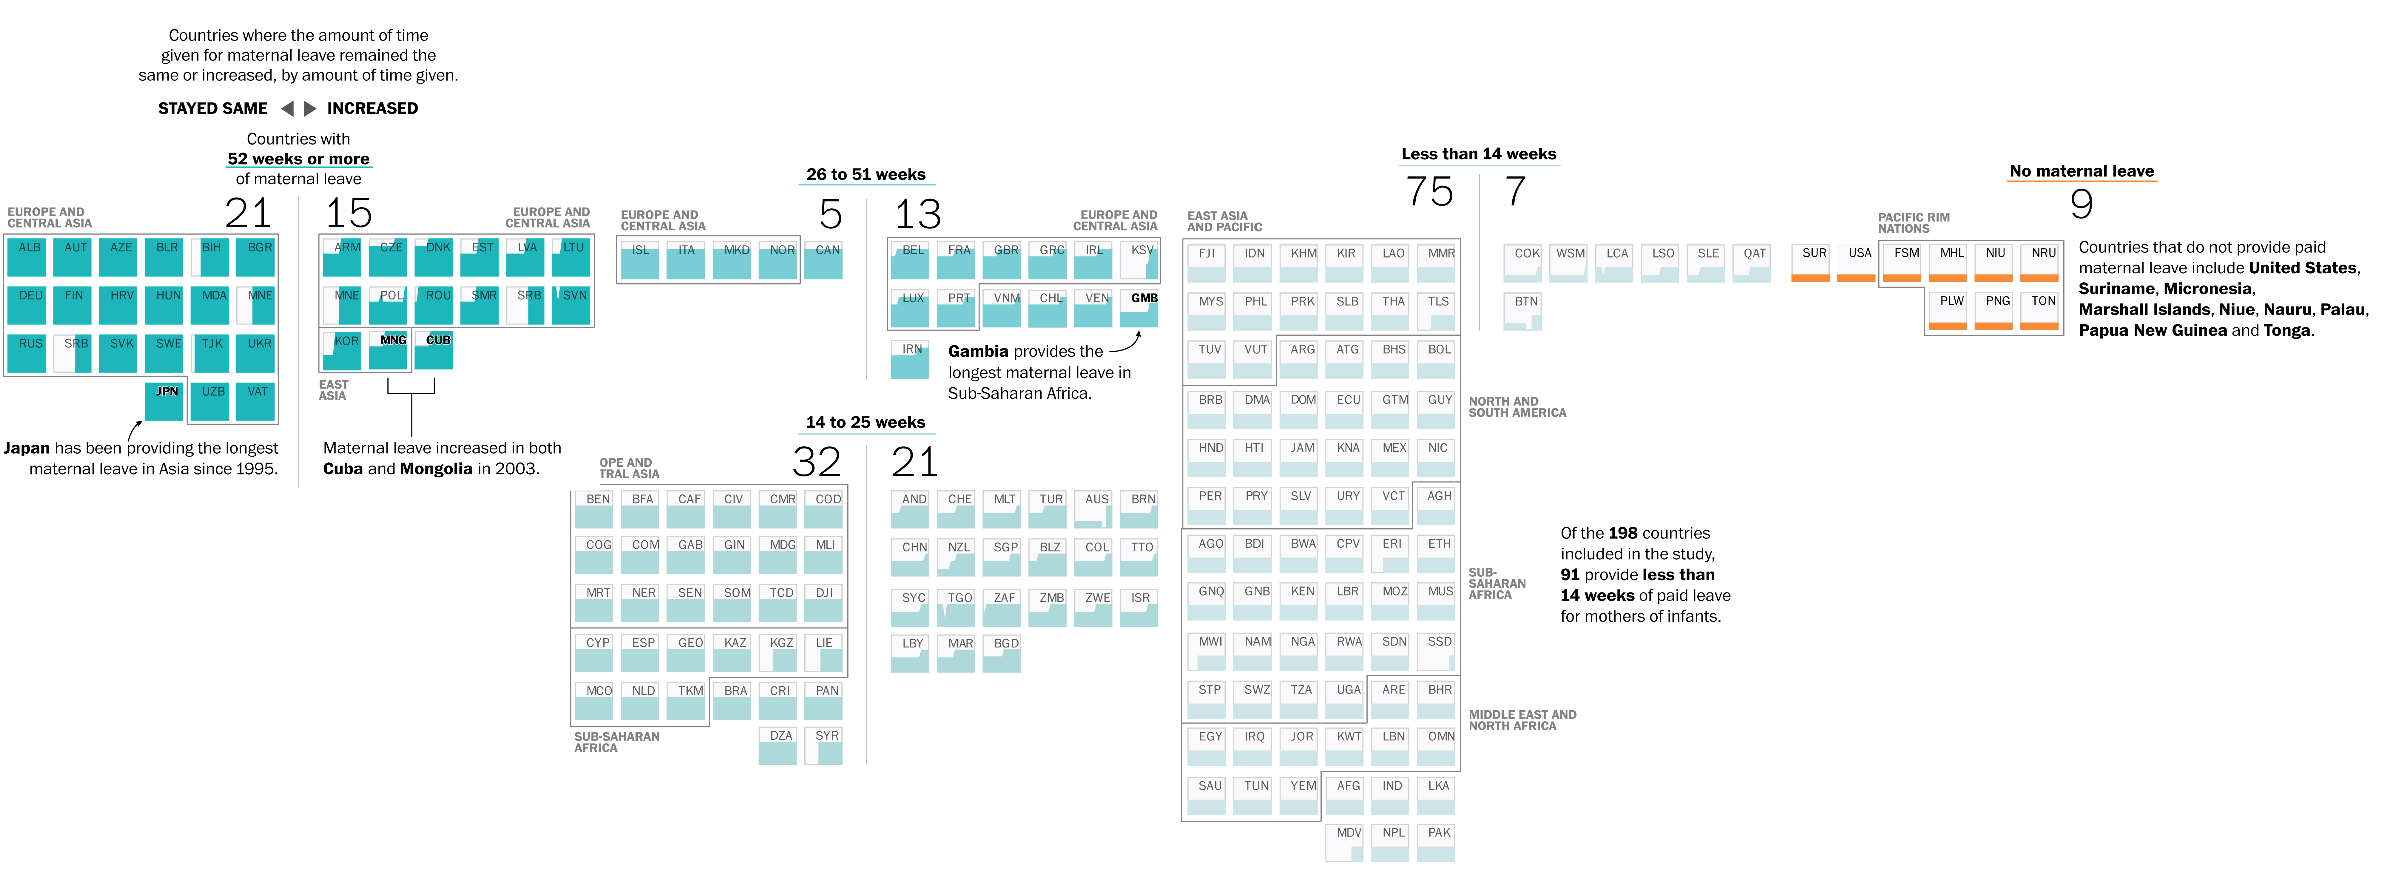 Countries where the amount of time
given for maternal leave remained the
same or increased, by amount of time given.
STAYED SAME ◀ ▶ INCREASED
Countries with
52 weeks or more
of maternal leave
21 15
EUROPE AND
CENTRAL ASIA
ALB AUT AZE BLR BIH BGR
DEU FIN HRV HUN MDA MNE
RUS SRB SVK SWE TJK UKR
JPN UZB VAT
Japan has been providing the longest
maternal leave in Asia since 1995.
EUROPE AND
CENTRAL ASIA
ARM CZE DNK EST LVA LTU
MNE POL ROU SMR SRB SVN
KOR MNG CUB
EAST
ASIA
Maternal leave increased in both
Cuba and Mongolia in 2003.
26 to 51 weeks
5 13
EUROPE AND
CENTRAL ASIA
ISL ITA MKD NOR CAN
EUROPE AND
CENTRAL ASIA
BEL FRA GBR GRC IRL KSV
LUX PRT VNM CHL VEN GMB
IRN
Gambia provides the
longest maternal leave in
Sub-Saharan Africa.
14 to 25 weeks
32 21
OPE AND
TRAL ASIA
BEN BFA CAF CIV CMR COD
COG COM GAB GIN MDG MLI
MRT NER SEN SOM TCD DJI
CYP ESP GEO KAZ KGZ LIE
MCO NLD TKM BRA CRI PAN
DZA SYR
SUB-SAHARAN
AFRICA
AND CHE MLT TUR AUS BRN
CHN NZL SGP BLZ COL TTO
SYC TGO ZAF ZMB ZWE ISR
LBY MAR BGD
Less than 14 weeks
75 7
EAST ASIA
AND PACIFIC
FJI IDN KHM KIR LAO MMR
MYS PHL PRK SLB THA TLS
TUV VUT ARG ATG BHS BOL
BRB DMA DOM ECU GTM GUY
HND HTI JAM KNA MEX NIC
PER PRY SLV URY VCT AGH
AGO BDI BWA CPV ERI ETH
GNQ GNB KEN LBR MOZ MUS
MWI NAM NGA RWA SDN SSD
STP SWZ TZA UGA ARE BHR
EGY IRQ JOR KWT LBN OMN
SAU TUN YEM AFG IND LKA
MDV NPL PAK
NORTH AND
SOUTH AMERICA
SUB-
SAHARAN
AFRICA
MIDDLE EAST AND
NORTH AFRICA
COK WSM LCA LSO SLE QAT
BTN
Of the 198 countries
included in the study,
91 provide less than
14 weeks of paid leave
for mothers of infants.
No maternal leave
9
PACIFIC RIM
NATIONS
SUR USA FSM MHL NIU NRU
PLW PNG TON
Countries that do not provide paid
maternal leave include United States,
Suriname, Micronesia,
Marshall Islands, Niue, Nauru, Palau,
Papua New Guinea and Tonga.